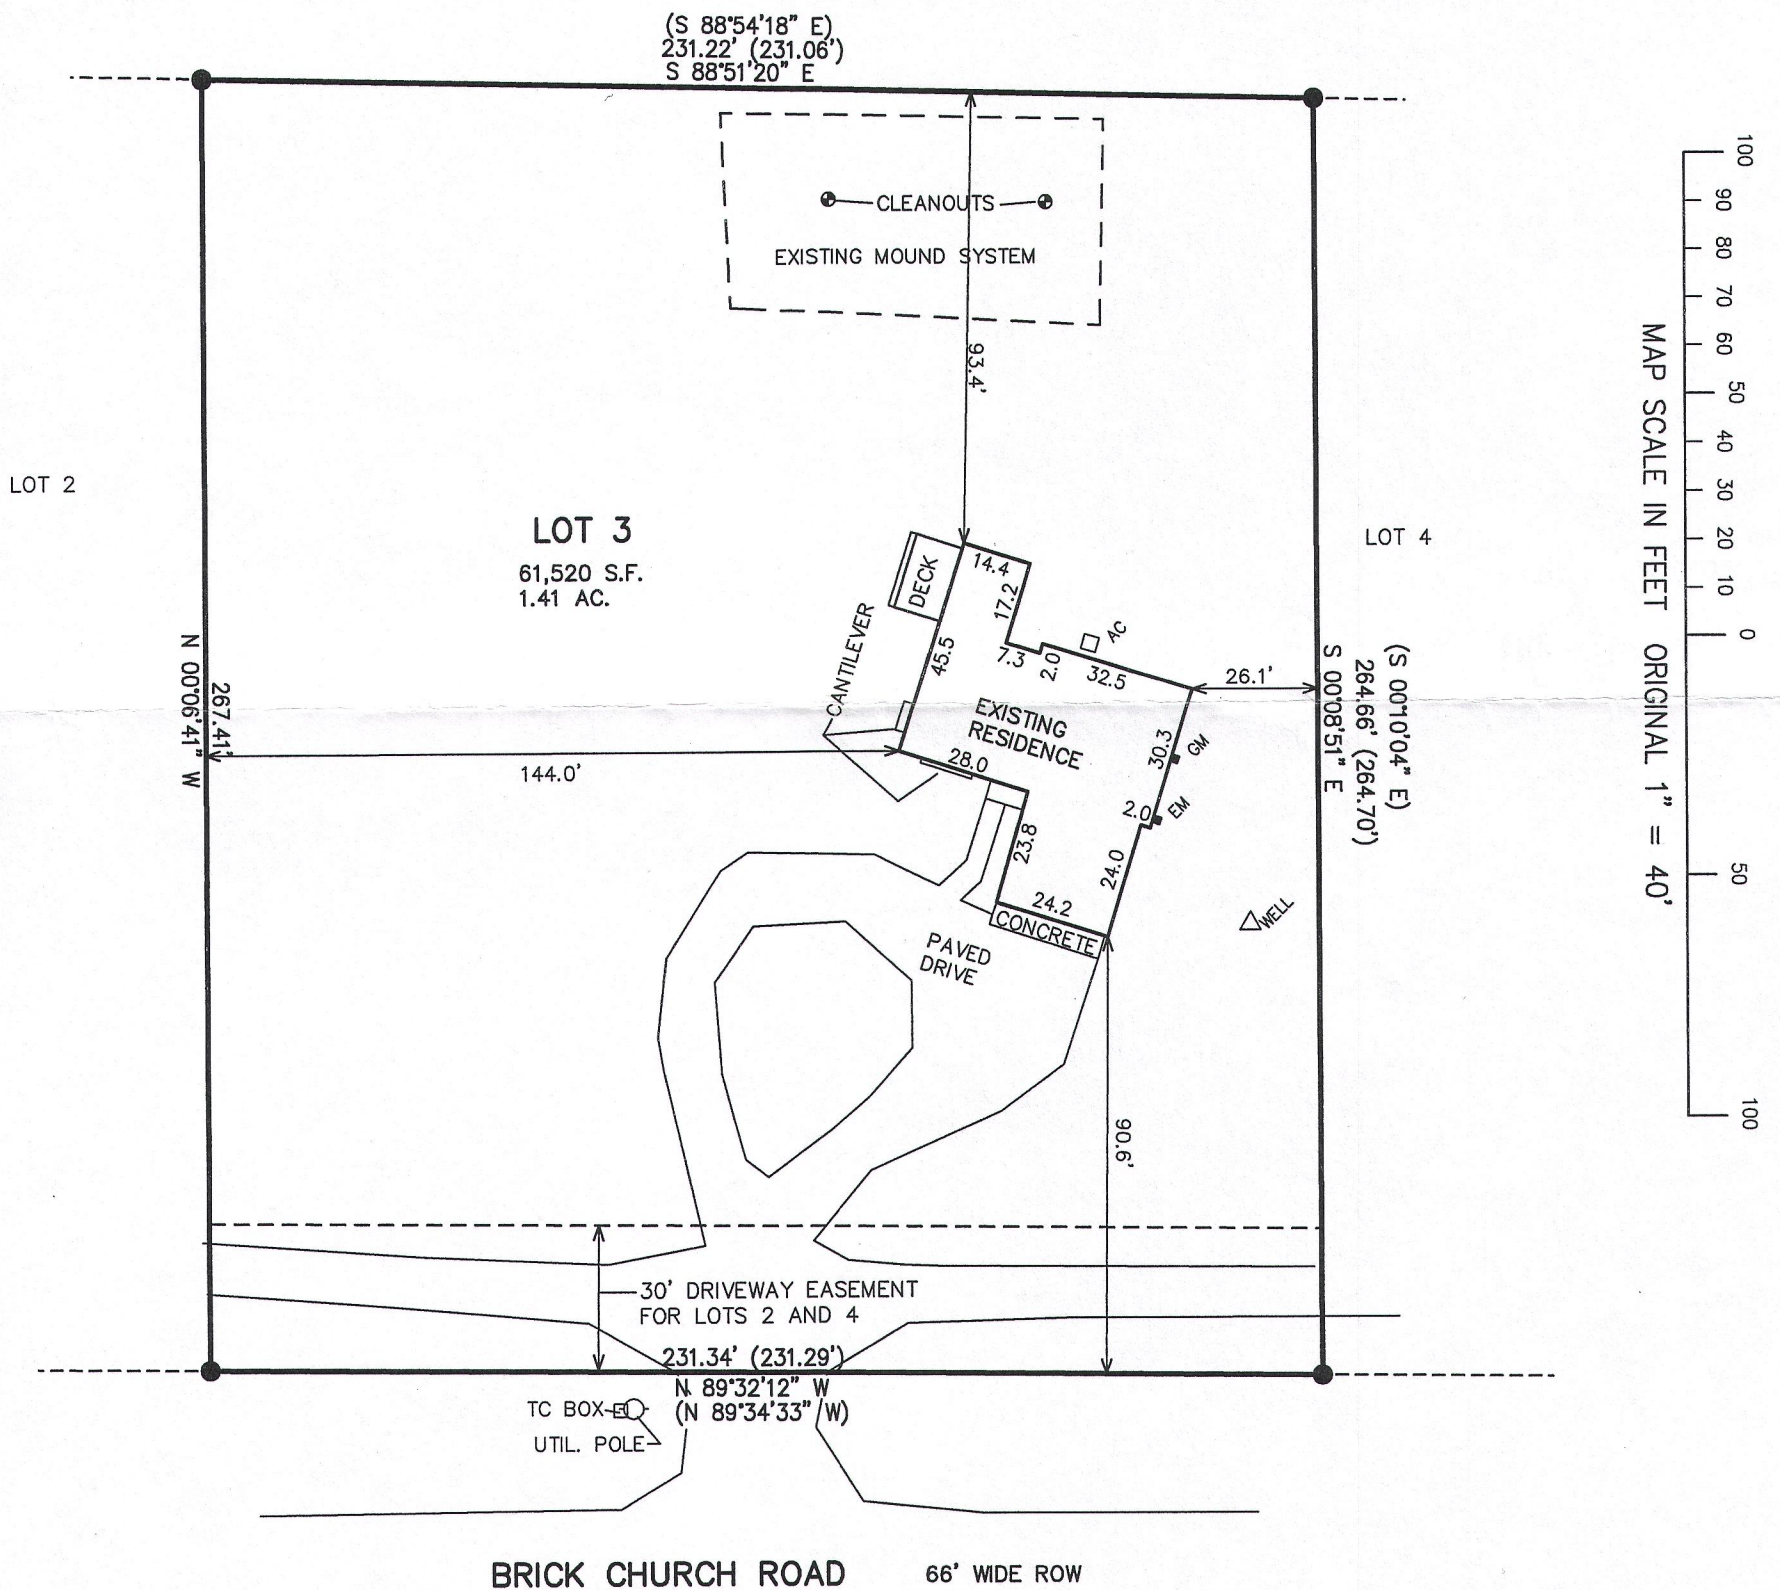 (S 88°54'18" E)
231.22' (231.06')
S 88°51'20" E
CLEANOUTS
EXISTING MOUND SYSTEM
93.4'
LOT 2
LOT 3
61,520 S.F.
1.41 AC.
LOT 4
DECK
14.4
17.2
7.3
2.0
AC
32.5
45.5
CANTILEVER
26.1'
EXISTING
RESIDENCE
30.3
GM
28.0
2.0
EM
23.8
24.0
24.2
CONCRETE
WELL
PAVED
DRIVE
N 00°06'41" W
267.41'
144.0'
S 00°08'51" E
264.66' (264.70')
(S 00°10'04" E)
90.6'
30' DRIVEWAY EASEMENT
FOR LOTS 2 AND 4
231.34' (231.29')
N 89°32'12" W
(N 89°34'33" W)
TC BOX
UTIL. POLE
BRICK CHURCH ROAD 66' WIDE ROW
MAP SCALE IN FEET ORIGINAL 1" = 40'
100
90
80
70
60
50
40
30
20
10
0
50
100